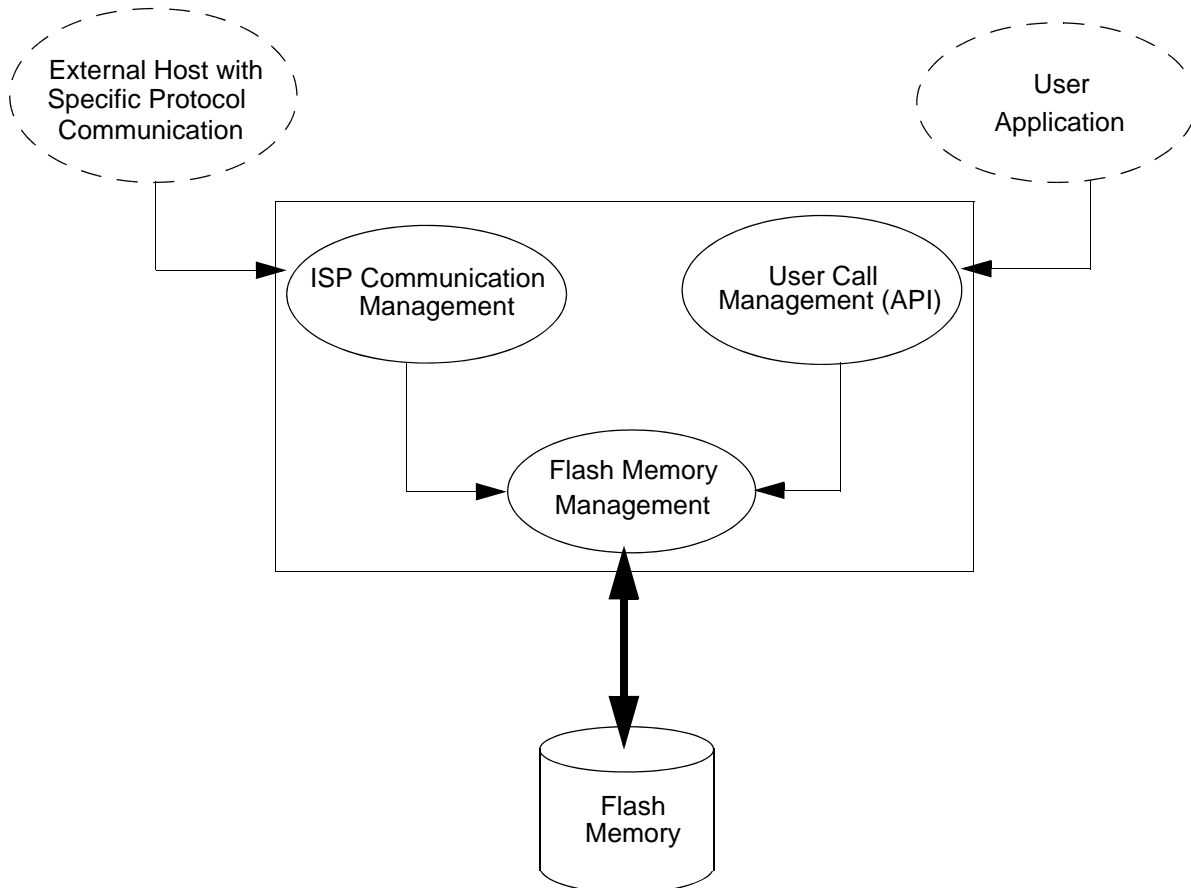 External Host with
Specific Protocol
Communication
User
Application
ISP Communication
Management
User Call
Management (API)
Flash Memory
Management
Flash
Memory